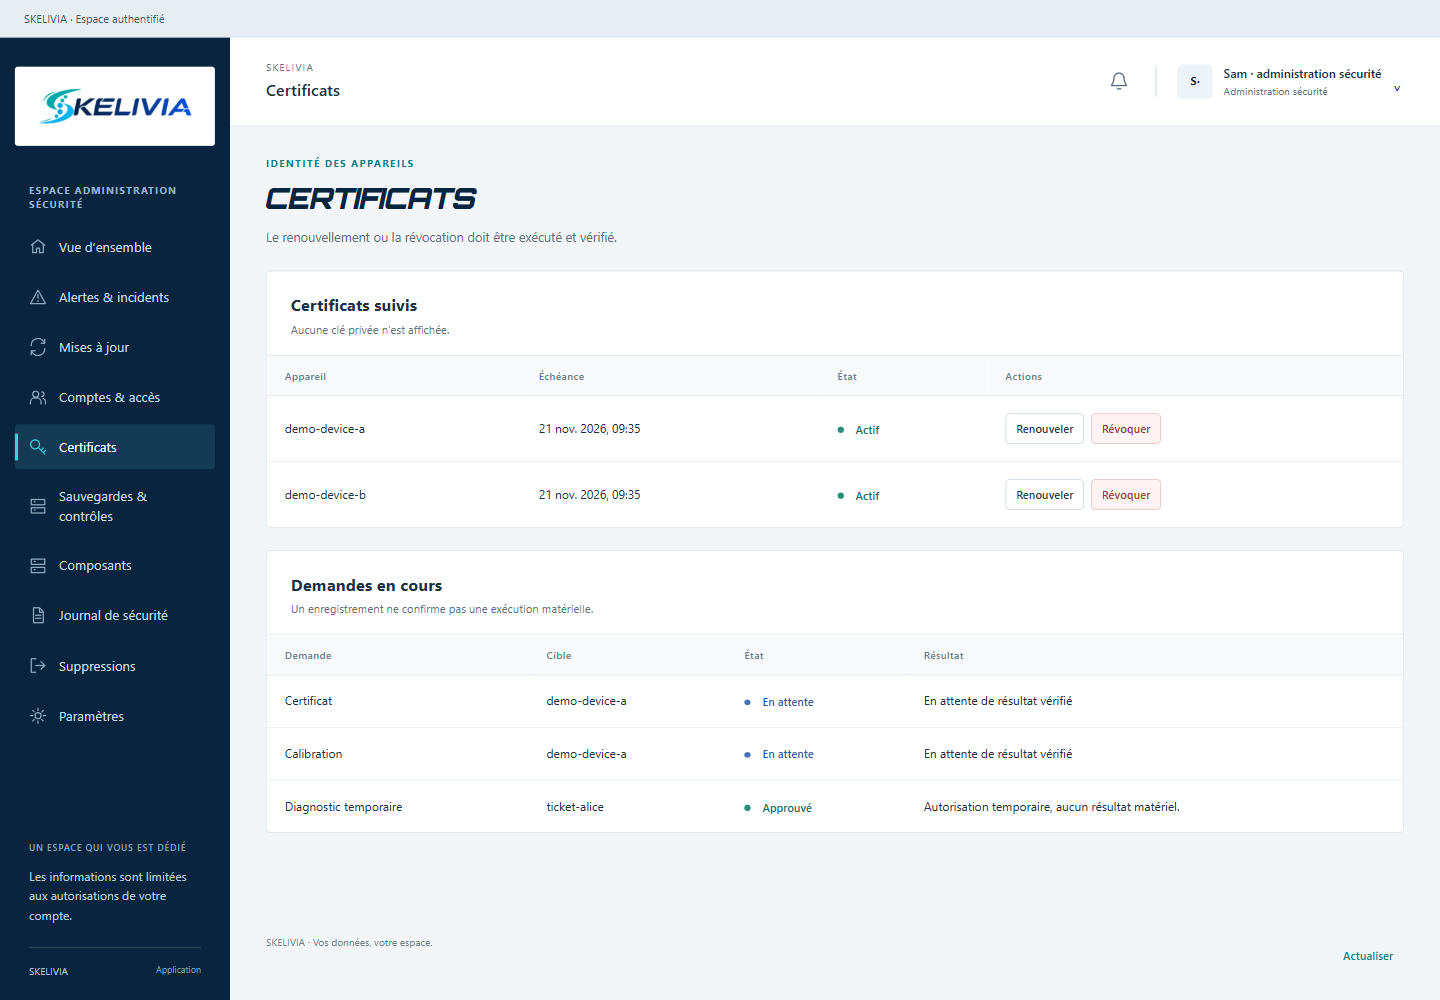 SKELIVIA · Espace authentifié
SKELIVIA
ESPACE ADMINISTRATION
SÉCURITÉ
Vue d'ensemble
Alertes & incidents
Mises à jour
Comptes & accès
Certificats
Sauvegardes &
contrôles
Composants
Journal de sécurité
Suppressions
Paramètres
UN ESPACE QUI VOUS EST DÉDIÉ
Les informations sont limitées
aux autorisations de votre
compte.
SKELIVIA Application
SKELIVIA
Certificats
S·
Sam · administration sécurité
Administration sécurité
IDENTITÉ DES APPAREILS
CERTIFICATS
Le renouvellement ou la révocation doit être exécuté et vérifié.
Certificats suivis
Aucune clé privée n'est affichée.
Appareil Échéance État Actions
demo-device-a 21 nov. 2026, 09:35 Actif Renouveler Révoquer
demo-device-b 21 nov. 2026, 09:35 Actif Renouveler Révoquer
Demandes en cours
Un enregistrement ne confirme pas une exécution matérielle.
Demande Cible État Résultat
Certificat demo-device-a En attente En attente de résultat vérifié
Calibration demo-device-a En attente En attente de résultat vérifié
Diagnostic temporaire ticket-alice Approuvé Autorisation temporaire, aucun résultat matériel.
SKELIVIA · Vos données, votre espace.
Actualiser